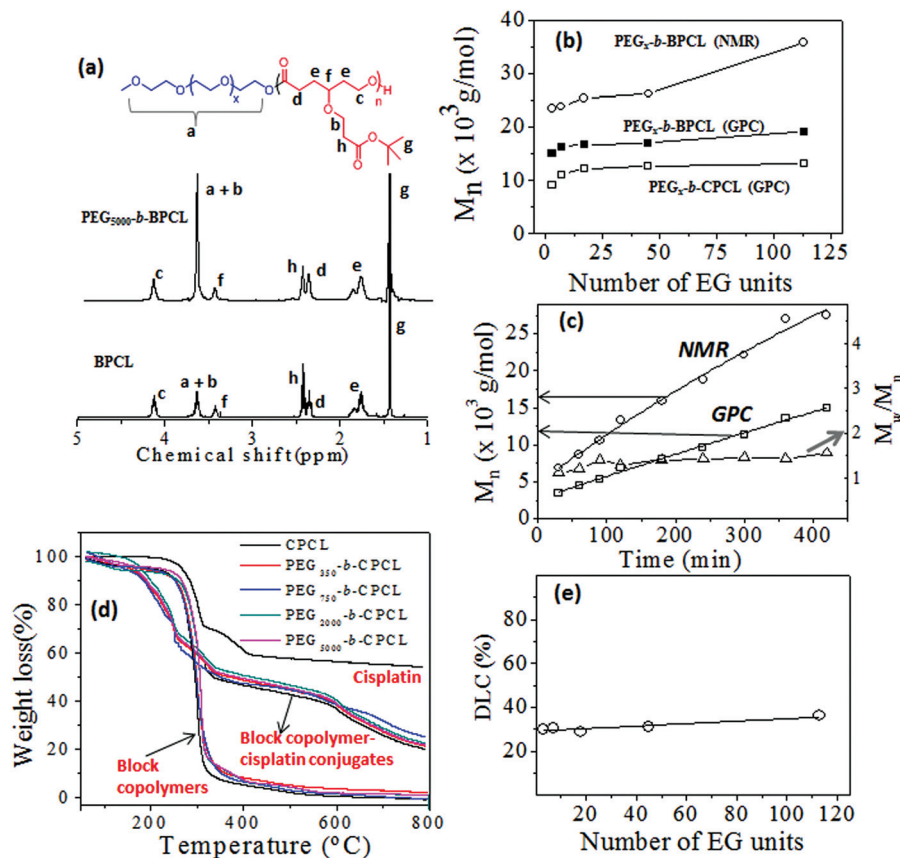 (a)
O
e
e
O
O
O
x
O
O
f
O
H
n
d
c
a
O
b
h
O
O
g
g
a + b
PEG5000-b-BPCL
c
f
h
d
e
g
BPCL
c
a + b
f
h
d
e
5
4
3
2
1
Chemical shift(ppm)
(b)
PEGx-b-BPCL (NMR)
PEGx-b-BPCL (GPC)
PEGx-b-CPCL (GPC)
40
30
20
10
0
Mn (x 10³ g/mol)
0 25 50 75 100 125
Number of EG units
(c)
NMR
GPC
25
20
15
10
5
0
Mn (x 10³ g/mol)
4
3
2
1
Mw/Mn
0 100 200 300 400
Time (min)
(d)
CPCL
PEG350-b-CPCL
PEG750-b-CPCL
PEG2000-b-CPCL
PEG5000-b-CPCL
Cisplatin
Block copolymer-
cisplatin conjugates
Block
copolymers
100
80
60
40
20
0
Weight loss(%)
200 400 600 800
Temperature (°C)
(e)
80
60
40
20
DLC (%)
18 40 60 80 100 120
Number of EG units